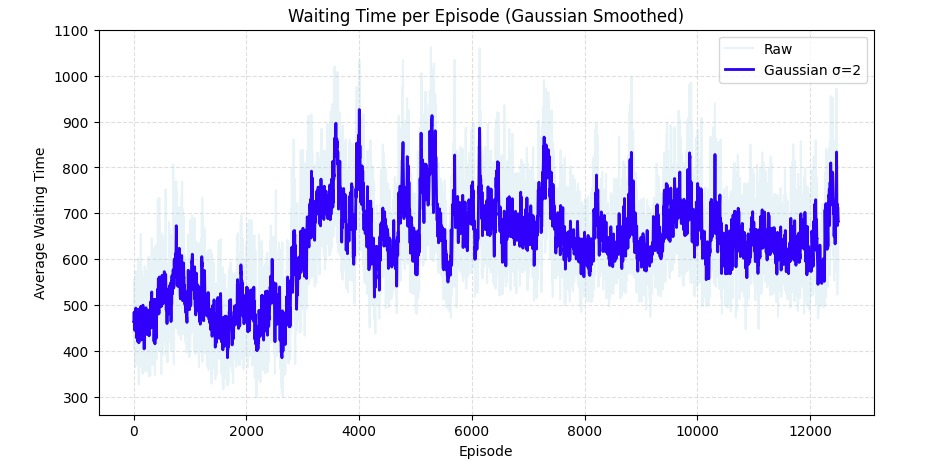 Waiting Time per Episode (Gaussian Smoothed)
Raw
Gaussian σ=2
Average Waiting Time
1100
1000
900
800
700
600
500
400
300
0 2000 4000 6000 8000 10000 12000
Episode